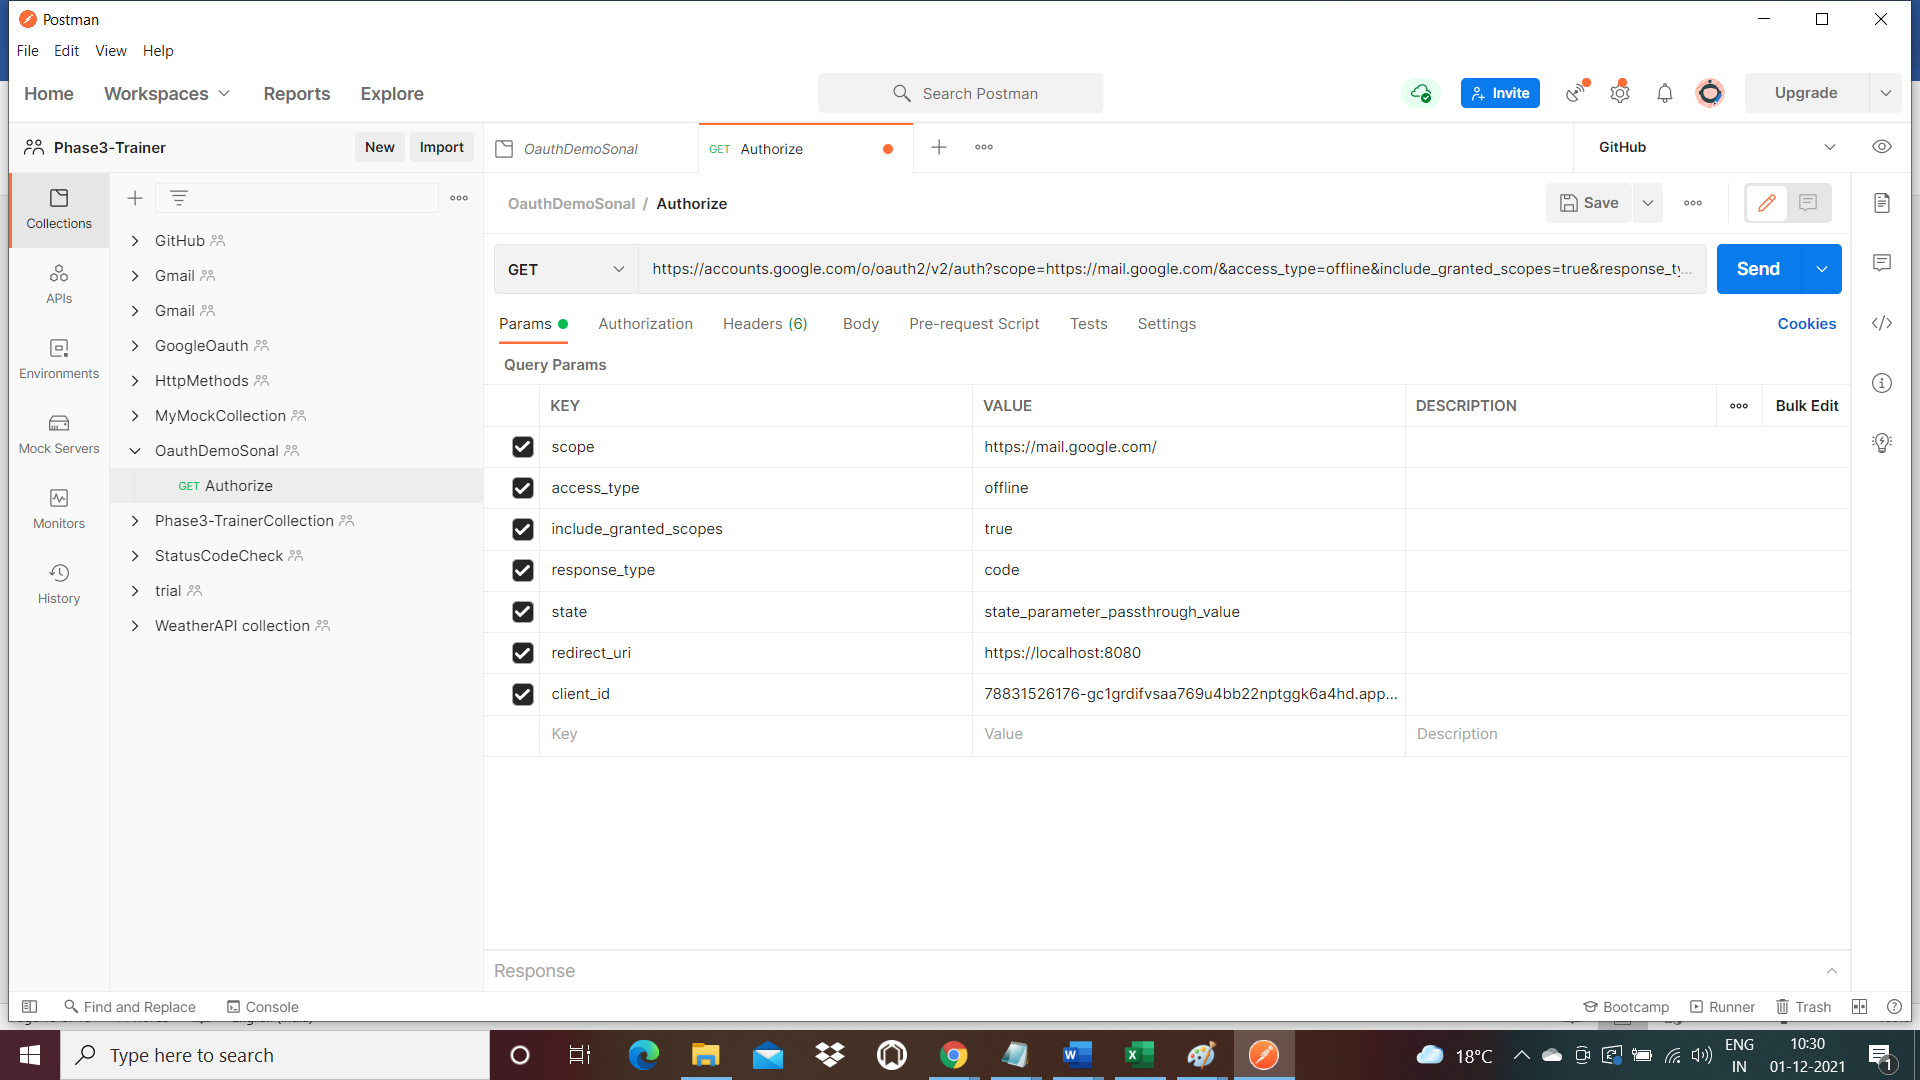 Postman
File Edit View Help
Home Workspaces Reports Explore Search Postman Invite Upgrade
Phase3-Trainer New Import OauthDemoSonal GET Authorize GitHub
Collections
APIs
Environments
Mock Servers
Monitors
History
GitHub
Gmail
Gmail
GoogleOauth
HttpMethods
MyMockCollection
OauthDemoSonal
GET Authorize
Phase3-TrainerCollection
StatusCodeCheck
trial
WeatherAPI collection
OauthDemoSonal / Authorize Save
GET https://accounts.google.com/o/oauth2/v2/auth?scope=https://mail.google.com/&access_type=offline&include_granted_scopes=true&response_ty... Send
Params Authorization Headers (6) Body Pre-request Script Tests Settings Cookies
Query Params
KEY VALUE DESCRIPTION Bulk Edit
scope https://mail.google.com/
access_type offline
include_granted_scopes true
response_type code
state state_parameter_passthrough_value
redirect_uri https://localhost:8080
client_id 78831526176-gc1grdifvsaa769u4bb22nptggk6a4hd.app...
Key Value Description
Response
Find and Replace Console Bootcamp Runner Trash
Type here to search 18°C ENG IN 10:30 01-12-2021 1